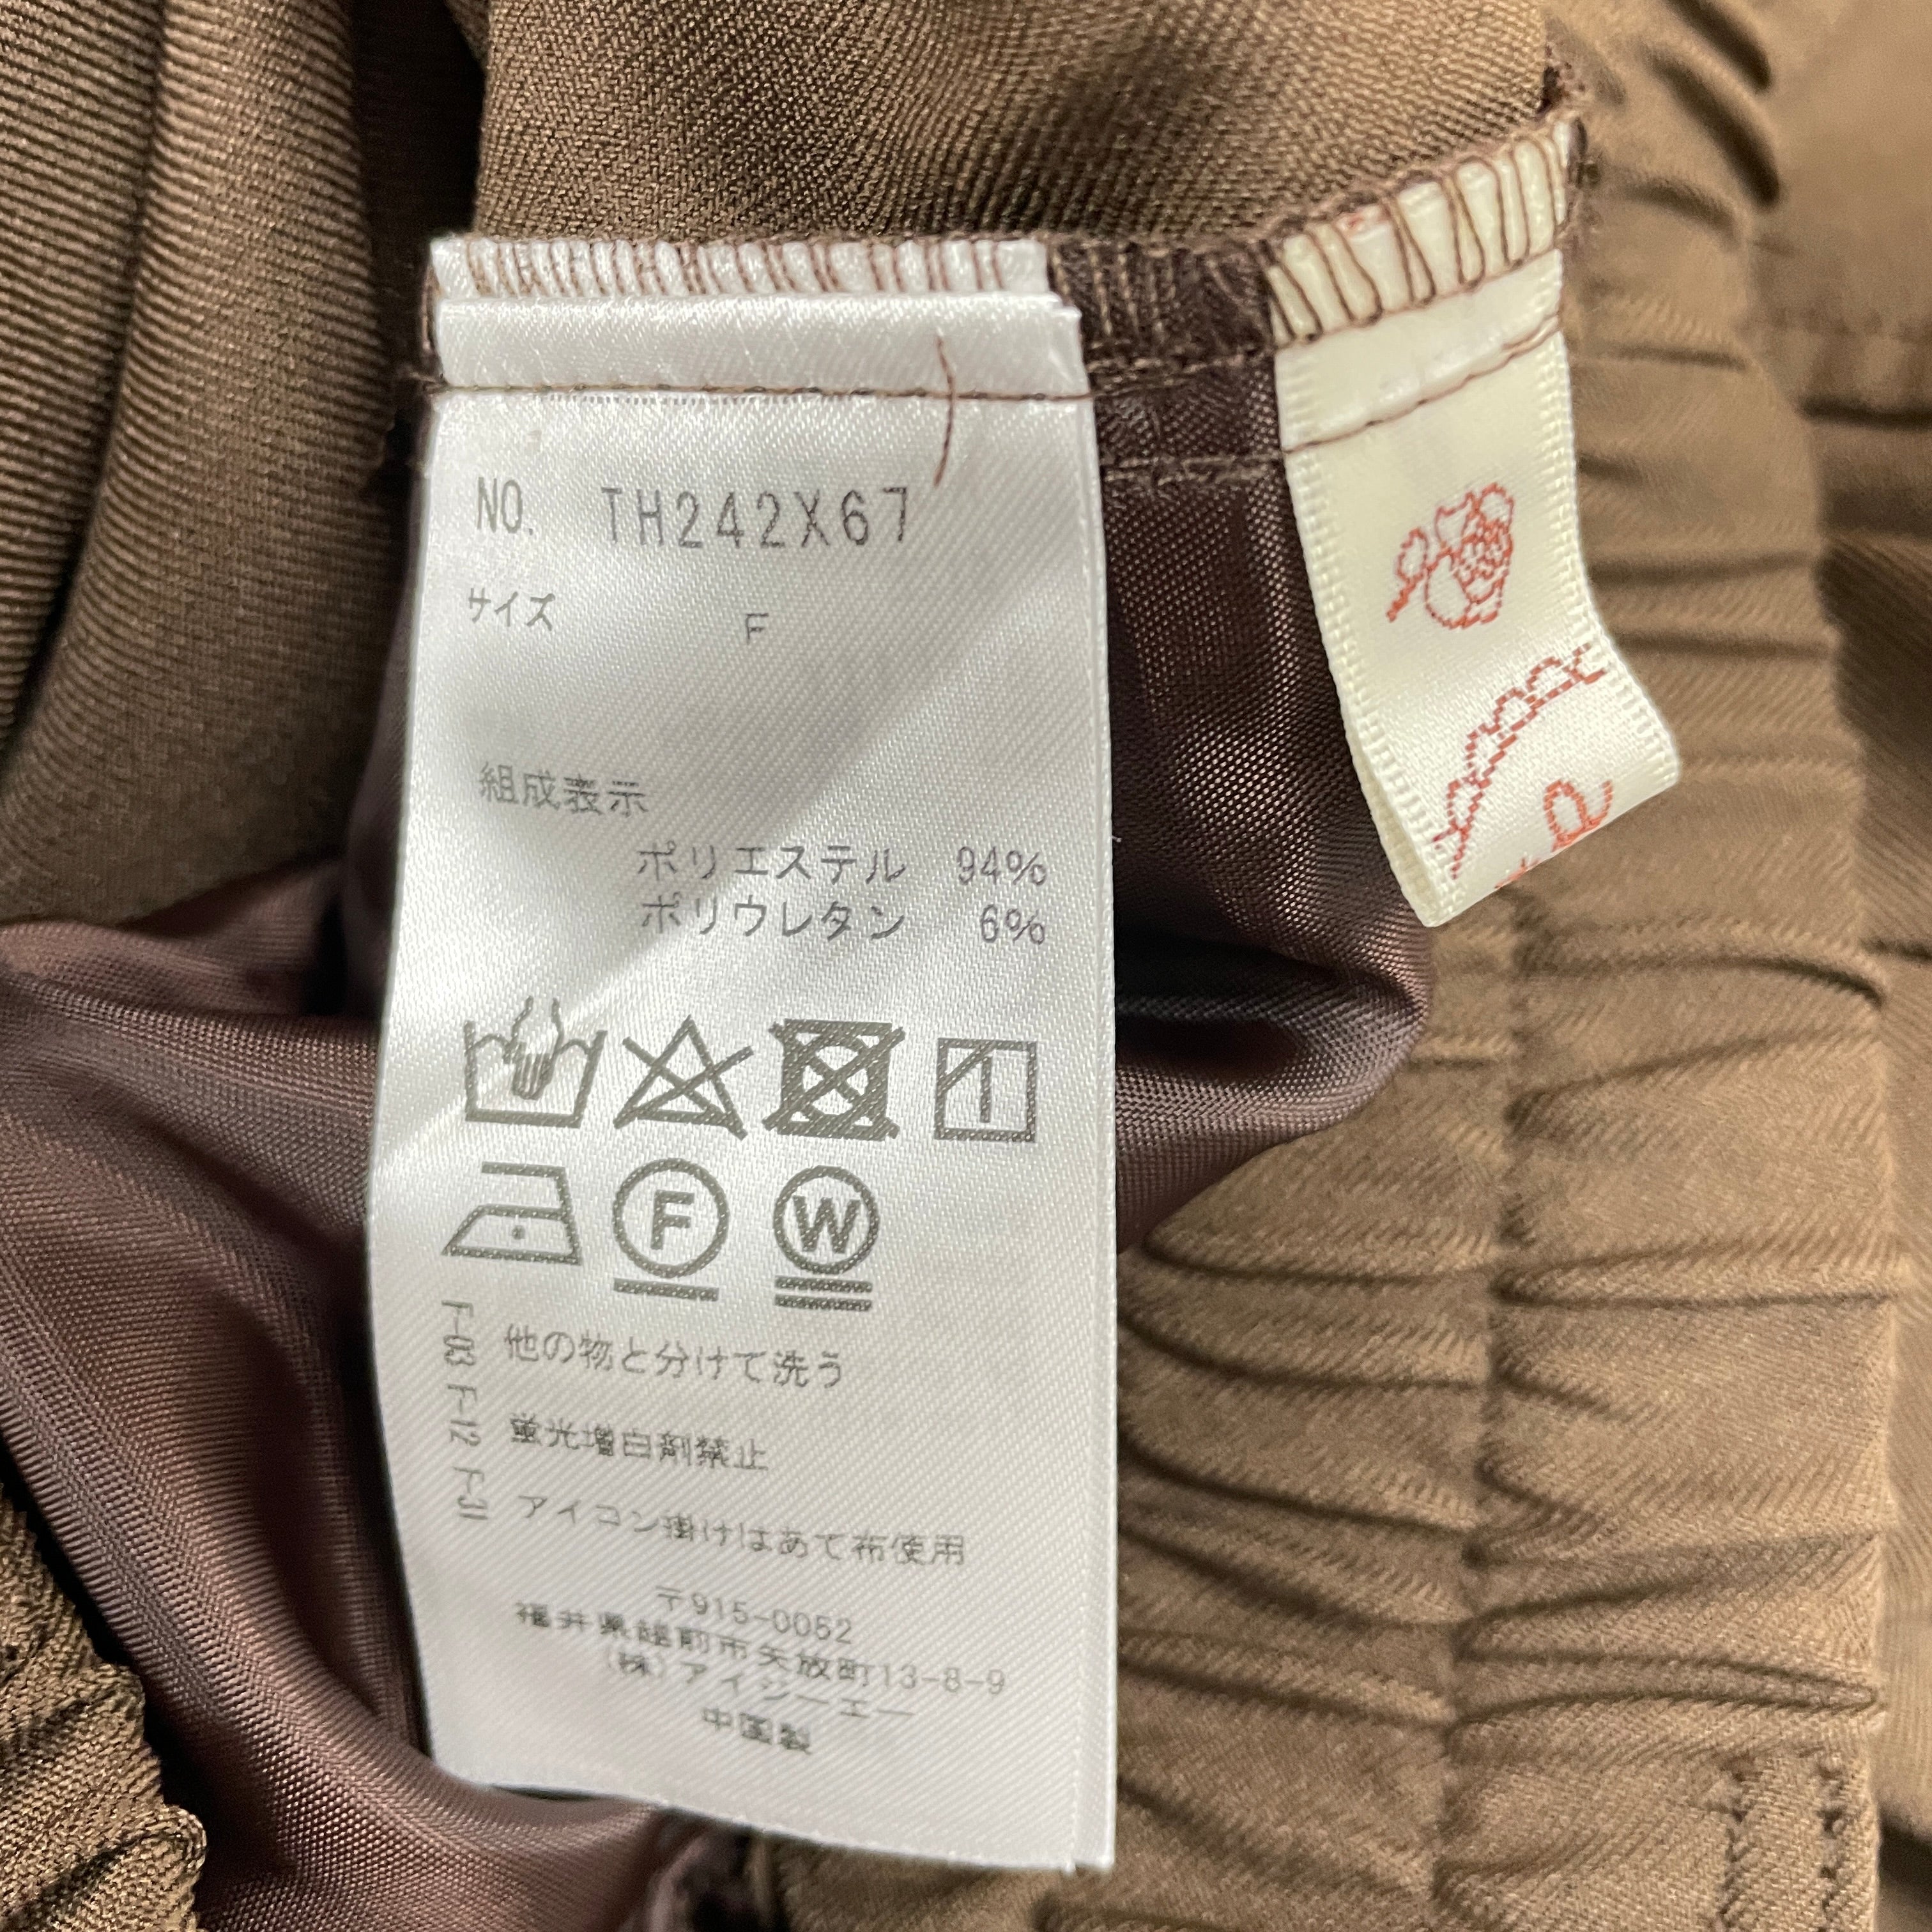 NO. TH242X67
サイズ F
組成表示
ポリエステル 94%
ポリウレタン 6%
F
W
他の物と分けて洗う
蛍光増白剤禁止
アイロン掛けはあて布使用
T-03 T-12 T-31
〒915-0052
福井県越前市矢放町13-8-9
(株)アイジーエー
中国製